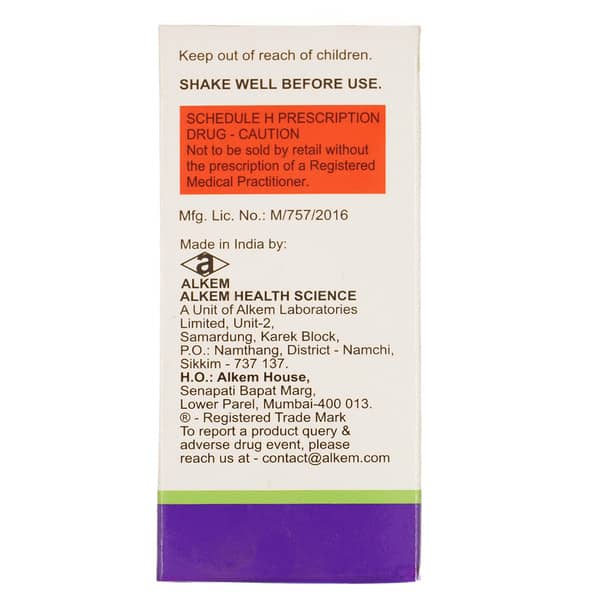 Keep out of reach of children.
SHAKE WELL BEFORE USE.
SCHEDULE H PRESCRIPTION
DRUG - CAUTION
Not to be sold by retail without
the prescription of a Registered
Medical Practitioner.
Mfg. Lic. No.: M/757/2016
Made in India by:
a
ALKEM
ALKEM HEALTH SCIENCE
A Unit of Alkem Laboratories
Limited, Unit-2,
Samardung, Karek Block,
P.O.: Namthang, District - Namchi,
Sikkim - 737 137.
H.O.: Alkem House,
Senapati Bapat Marg,
Lower Parel, Mumbai-400 013.
® - Registered Trade Mark
To report a product query &
adverse drug event, please
reach us at - contact@alkem.com